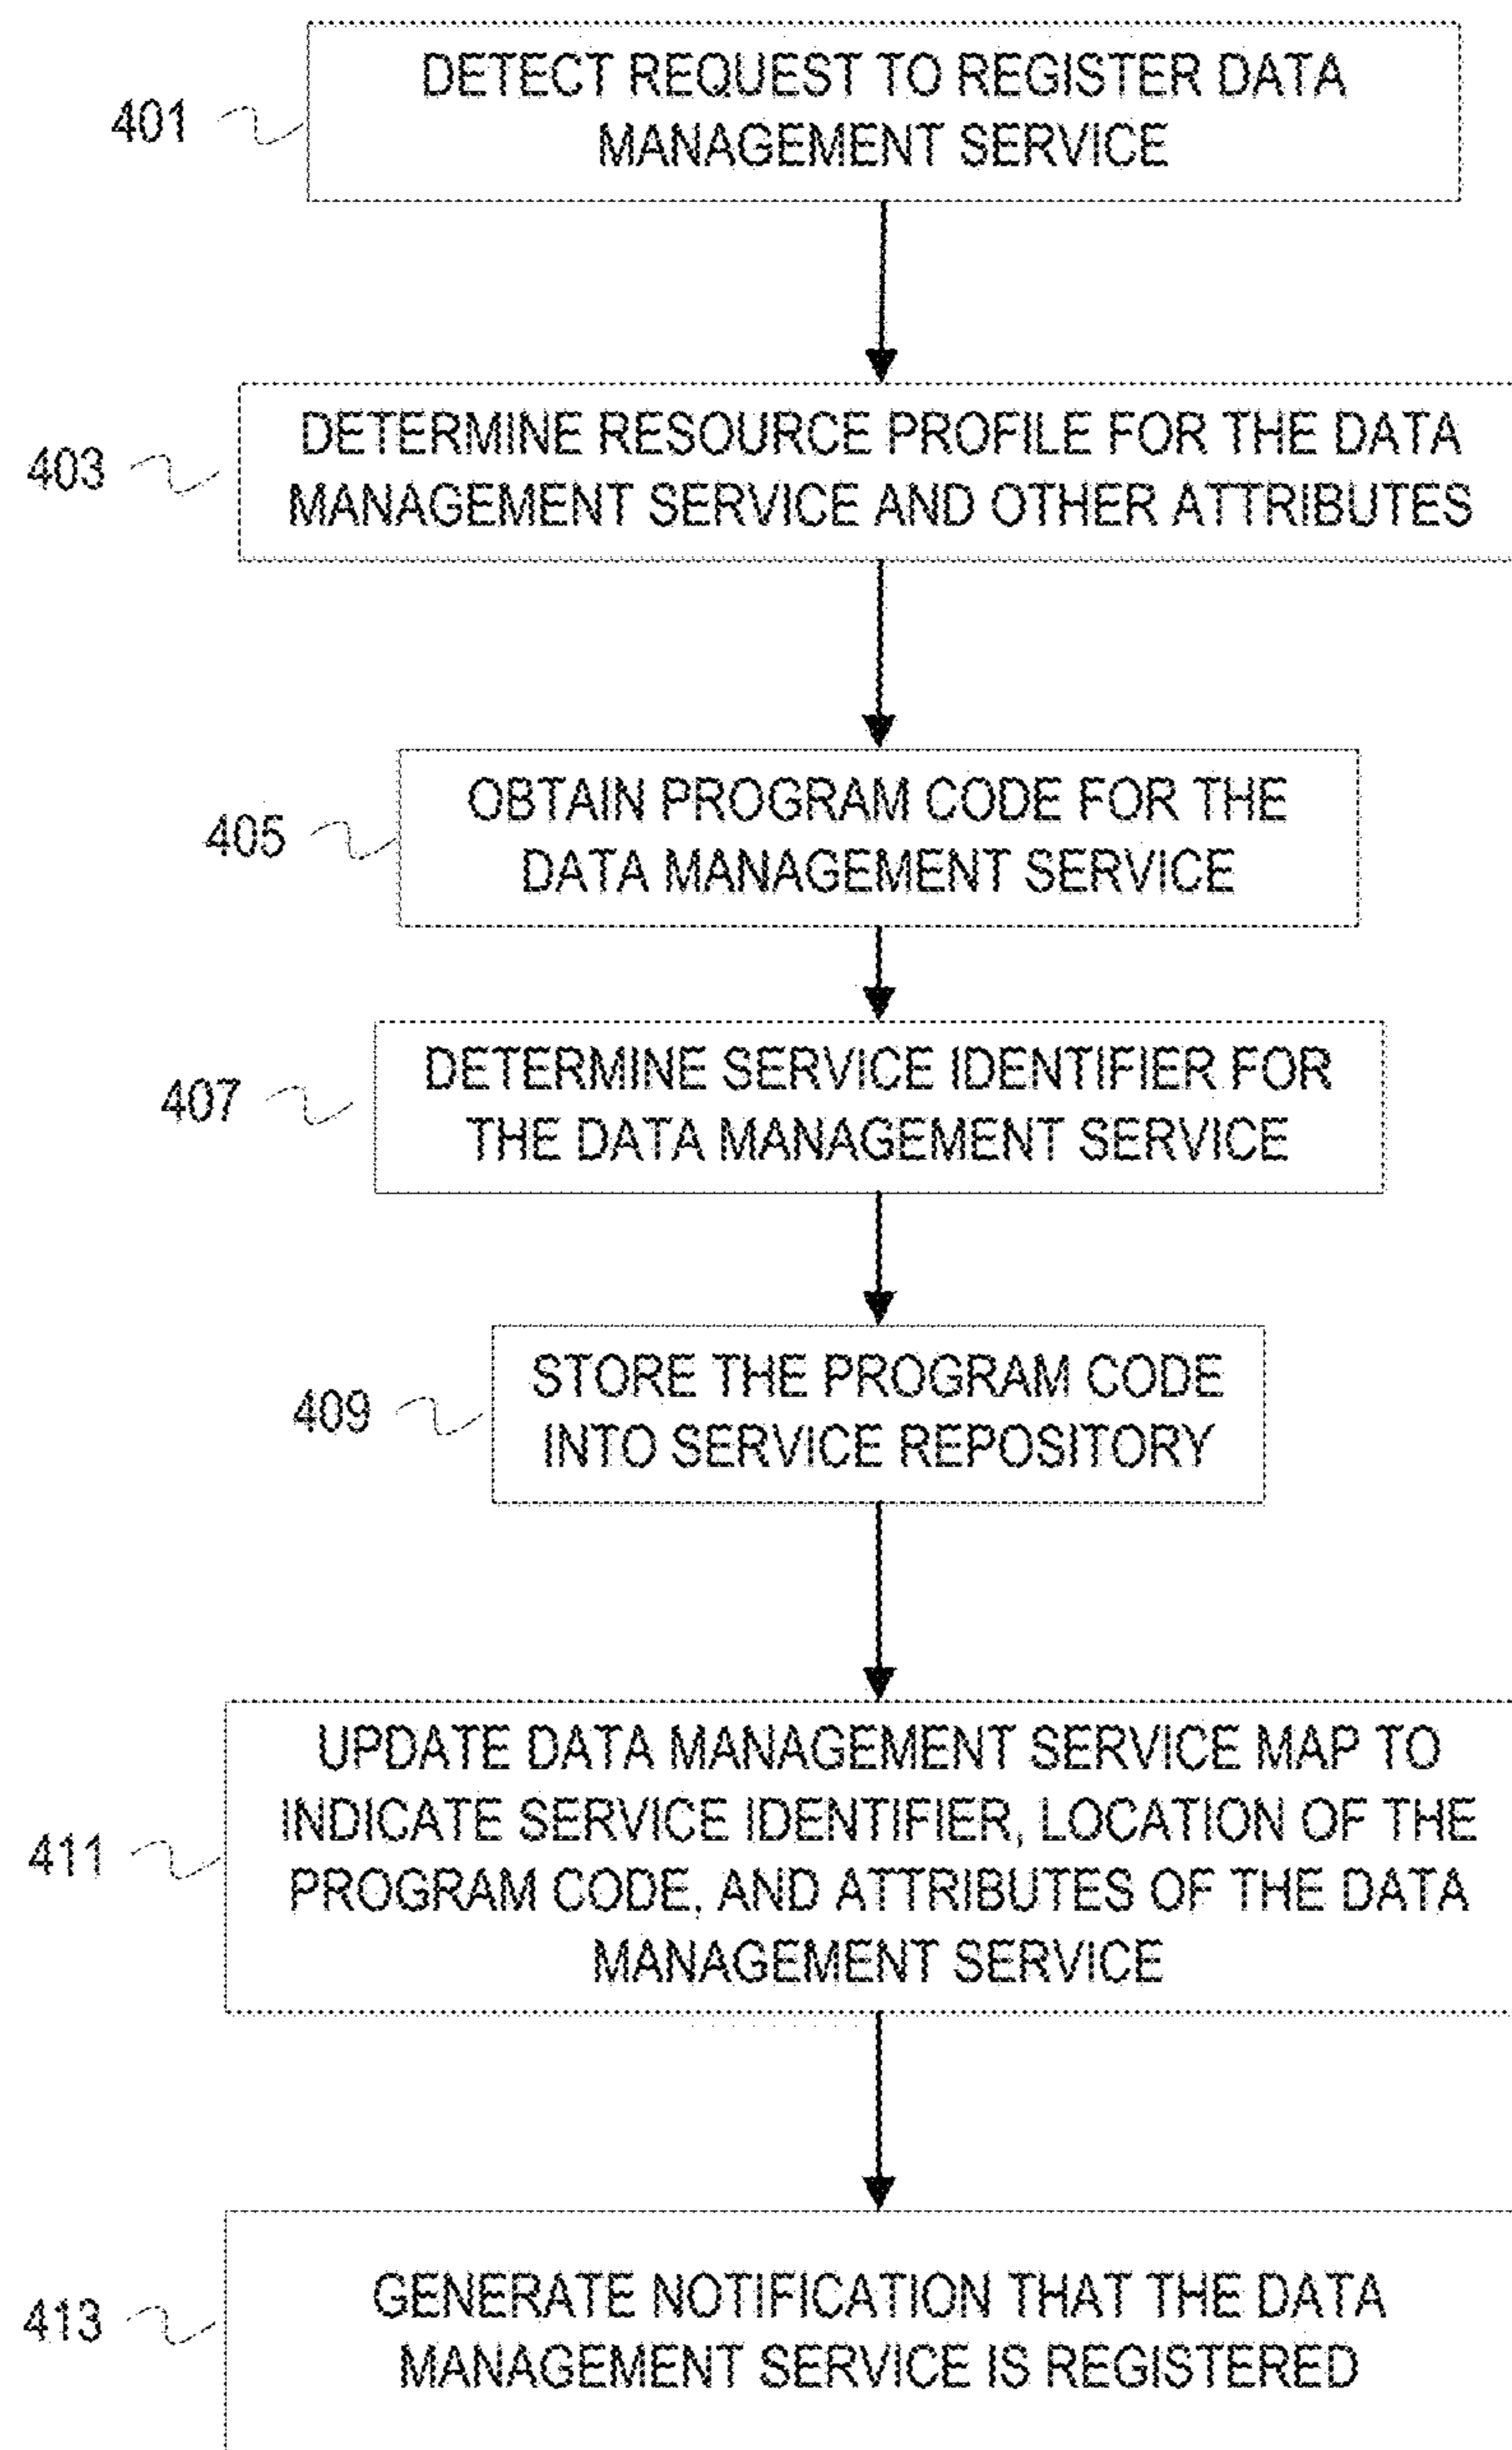 401
DETECT REQUEST TO REGISTER DATA
MANAGEMENT SERVICE
403
DETERMINE RESOURCE PROFILE FOR THE DATA
MANAGEMENT SERVICE AND OTHER ATTRIBUTES
405
OBTAIN PROGRAM CODE FOR THE
DATA MANAGEMENT SERVICE
407
DETERMINE SERVICE IDENTIFIER FOR
THE DATA MANAGEMENT SERVICE
409
STORE THE PROGRAM CODE
INTO SERVICE REPOSITORY
411
UPDATE DATA MANAGEMENT SERVICE MAP TO
INDICATE SERVICE IDENTIFIER, LOCATION OF THE
PROGRAM CODE, AND ATTRIBUTES OF THE DATA
MANAGEMENT SERVICE
413
GENERATE NOTIFICATION THAT THE DATA
MANAGEMENT SERVICE IS REGISTERED